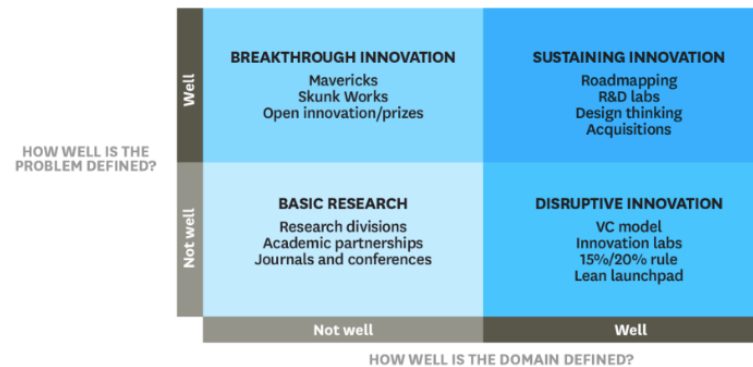 BREAKTHROUGH INNOVATION
Mavericks
Skunk Works
Open innovation/prizes
SUSTAINING INNOVATION
Roadmapping
R&D labs
Design thinking
Acquisitions
Well
HOW WELL IS THE
PROBLEM DEFINED?
BASIC RESEARCH
Research divisions
Academic partnerships
Journals and conferences
DISRUPTIVE INNOVATION
VC model
Innovation labs
15%/20% rule
Lean launchpad
Not well
Not well
Well
HOW WELL IS THE DOMAIN DEFINED?